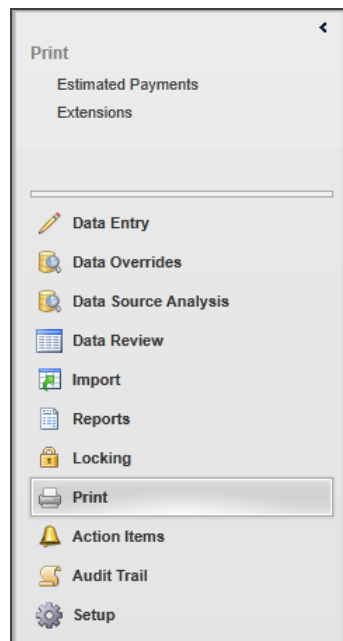 Print
Estimated Payments
Extensions
Data Entry
Data Overrides
Data Source Analysis
Data Review
Import
Reports
Locking
Print
Action Items
Audit Trail
Setup